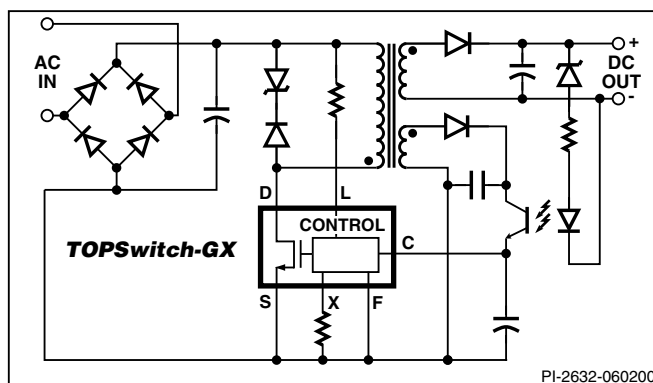 AC
IN
+
DC
OUT
-
D
L
CONTROL
C
TOPSwitch-GX
S
X
F
PI-2632-060200